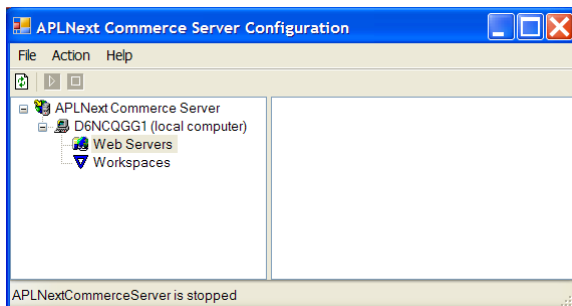 APLNext Commerce Server Configuration
File Action Help
APLNext Commerce Server
D6NCQGG1 (local computer)
Web Servers
Workspaces
APLNextCommerceServer is stopped